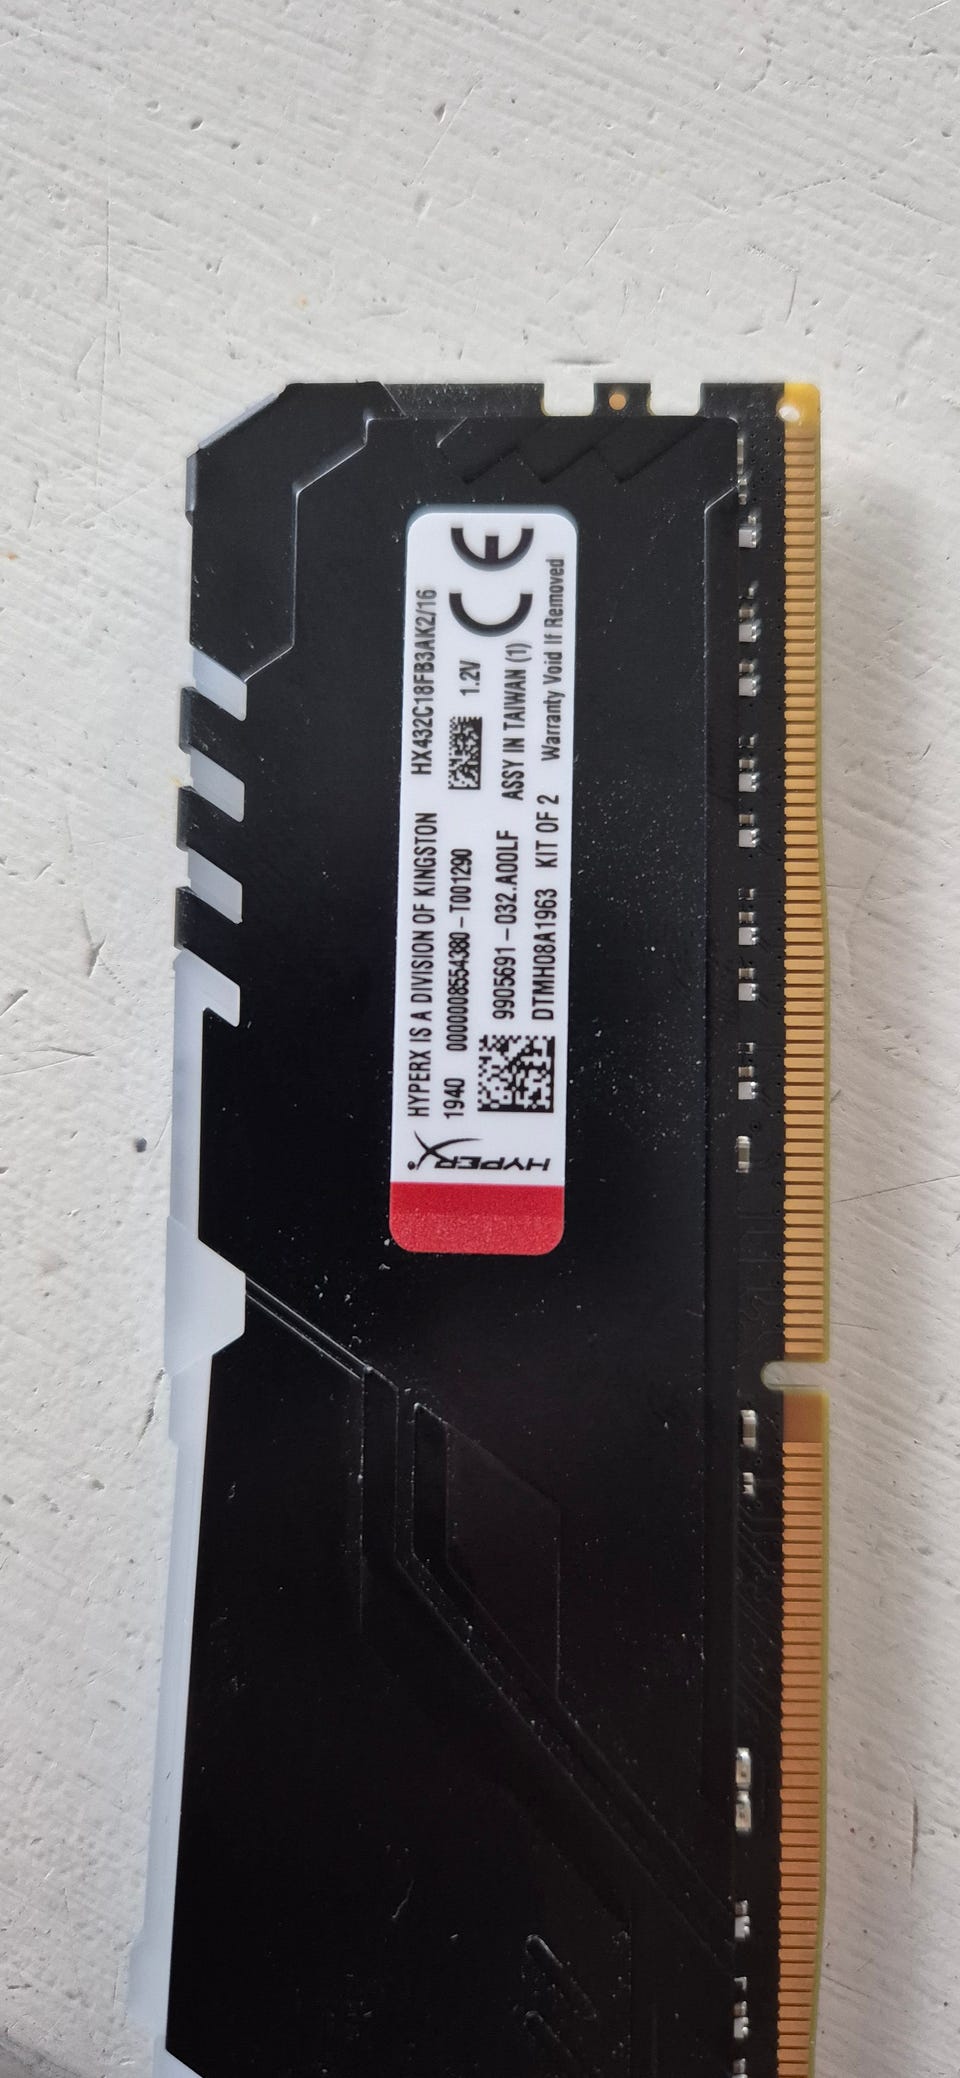 HYPERX
HYPERX IS A DIVISION OF KINGSTON HX432C18FB3AK2/16
1940 0000008554380-T001290 1.2V
9905691-032.A00LF ASSY IN TAIWAN (1)
DTMH08A1963 KIT OF 2 Warranty Void If Removed
CE